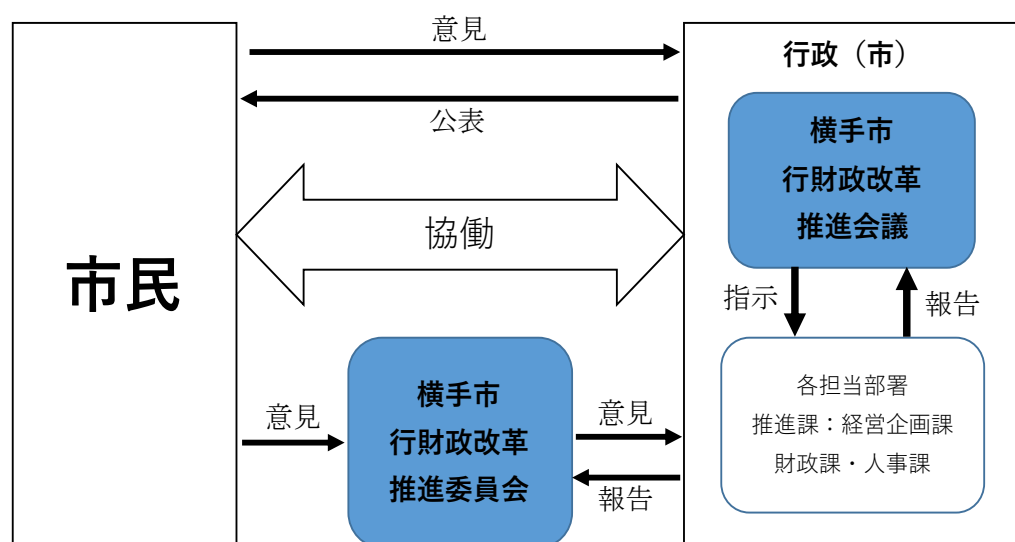 意見
公表
協働
市民
行政（市）
横手市
行財政改革
推進会議
指示
報告
各担当部署
推進課：経営企画課
財政課・人事課
意見
横手市
行財政改革
推進委員会
意見
報告